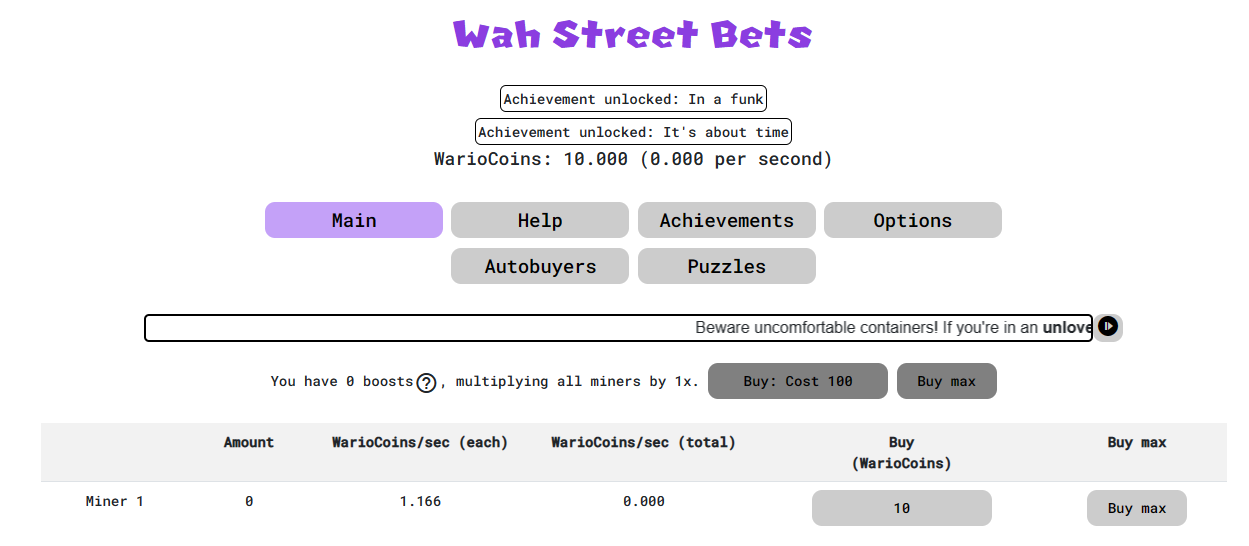 Wah Street Bets
Achievement unlocked: In a funk
Achievement unlocked: It's about time
WarioCoins: 10.000 (0.000 per second)
Main Help Achievements Options
Autobuyers Puzzles
Beware uncomfortable containers! If you're in an unlove
You have 0 boosts?, multiplying all miners by 1x. Buy: Cost 100 Buy max
Amount WarioCoins/sec (each) WarioCoins/sec (total) Buy Buy max
(WarioCoins)
Miner 1 0 1.166 0.000 10 Buy max